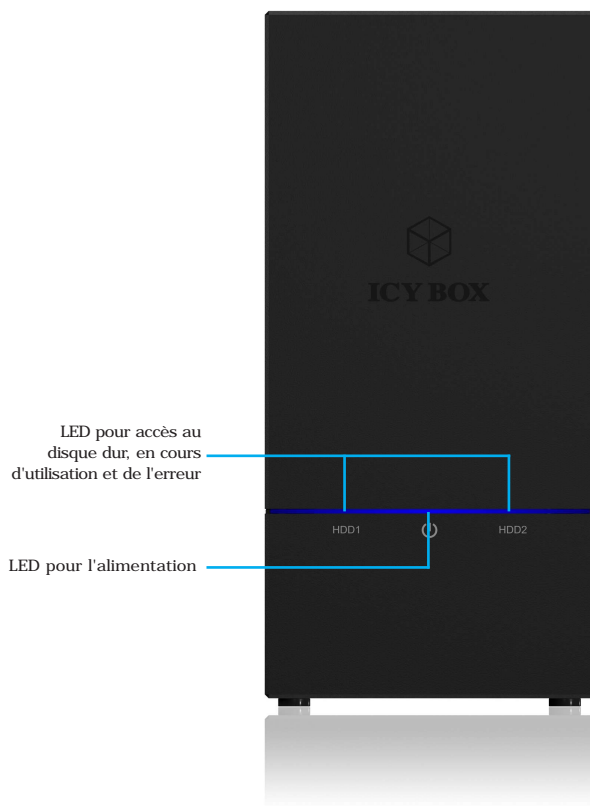 ICY BOX
LED pour accès au
disque dur, en cours
d'utilisation et de l'erreur
HDD1
HDD2
LED pour l'alimentation